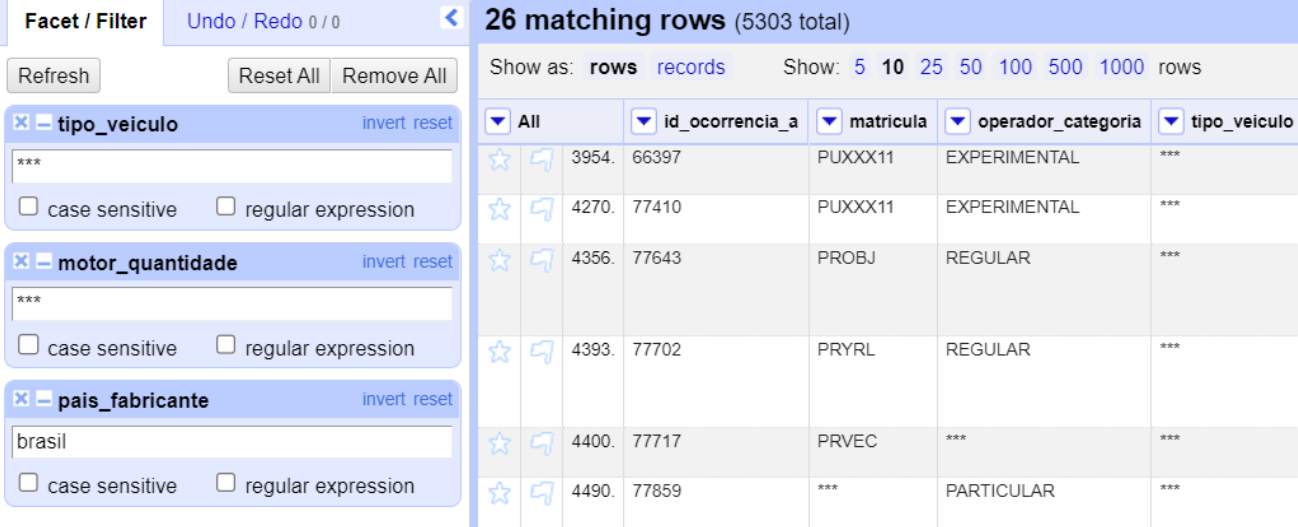 Facet / Filter Undo / Redo 0 / 0
Refresh Reset All Remove All
tipo_veiculo invert reset
***
case sensitive regular expression
motor_quantidade invert reset
***
case sensitive regular expression
pais_fabricante invert reset
brasil
case sensitive regular expression
26 matching rows (5303 total)
Show as: rows records Show: 5 10 25 50 100 500 1000 rows
All id_ocorrencia_a matricula operador_categoria tipo_veiculo
3954. 66397 PUXXX11 EXPERIMENTAL ***
4270. 77410 PUXXX11 EXPERIMENTAL ***
4356. 77643 PROBJ REGULAR ***
4393. 77702 PRYRL REGULAR ***
4400. 77717 PRVEC *** ***
4490. 77859 *** PARTICULAR ***